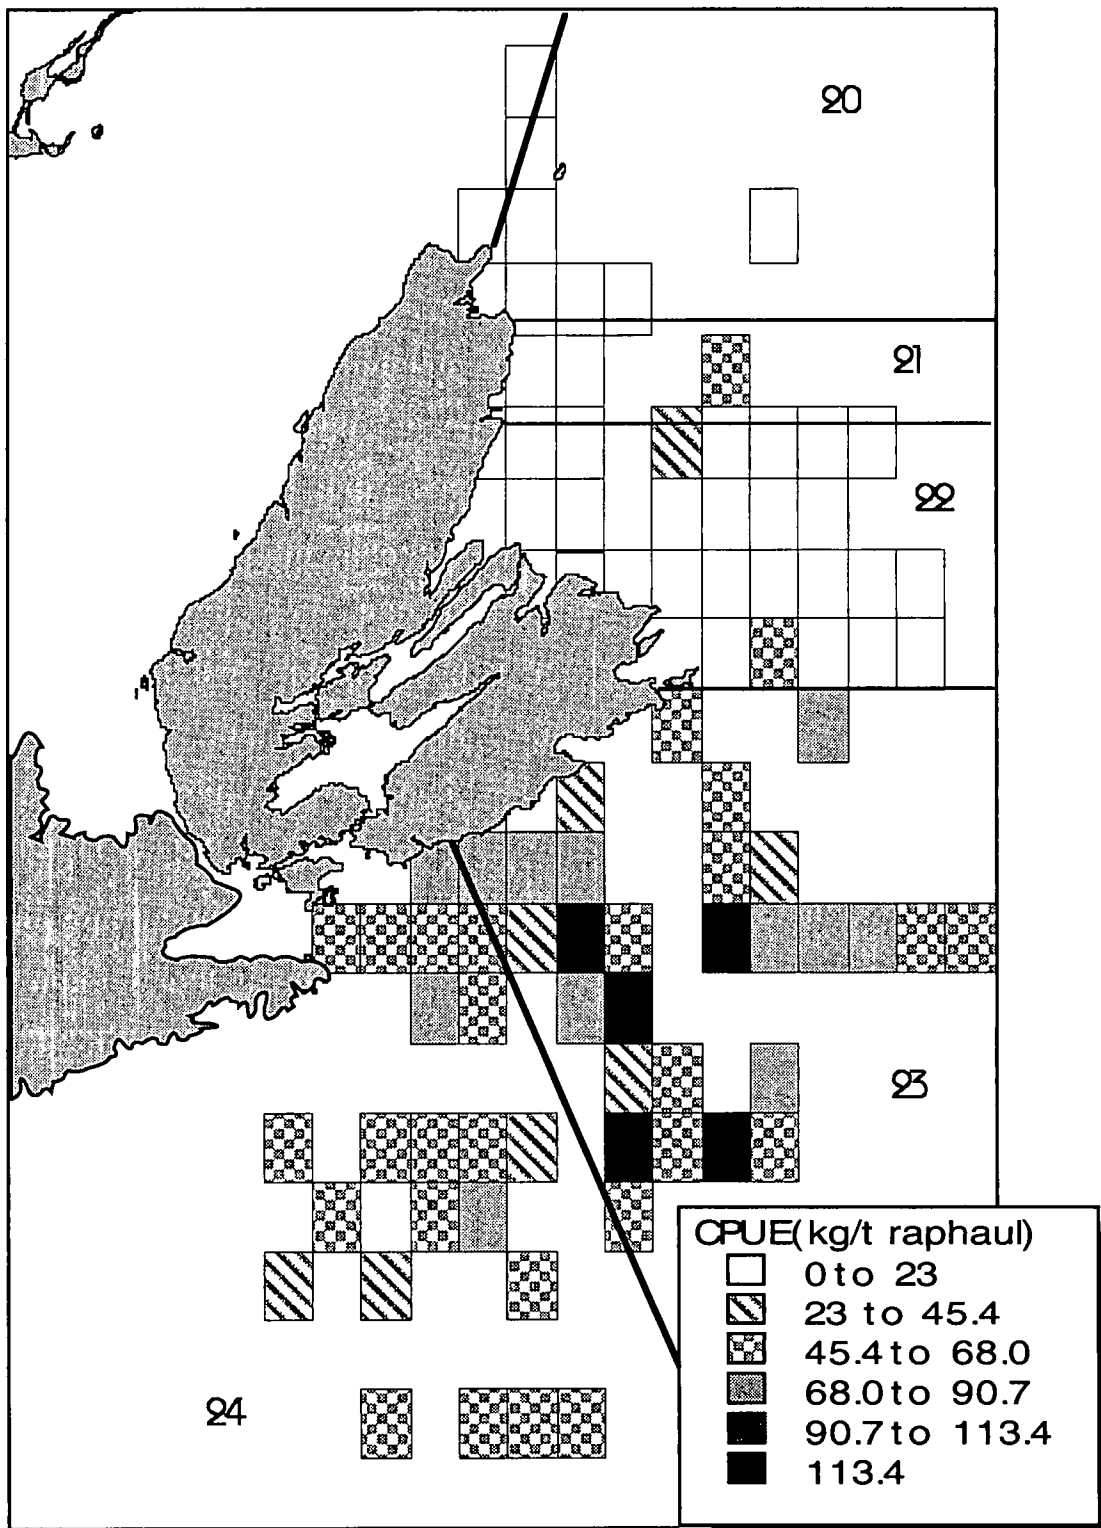 20
21
22
23
24
CPUE(kg/t raphaul)
0 to 23
23 to 45.4
45.4 to 68.0
68.0 to 90.7
90.7 to 113.4
113.4